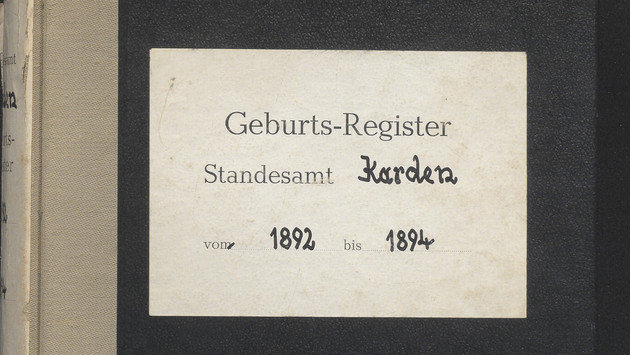 Geburts-Register
Standesamt Karden
vom 1892 bis 1894